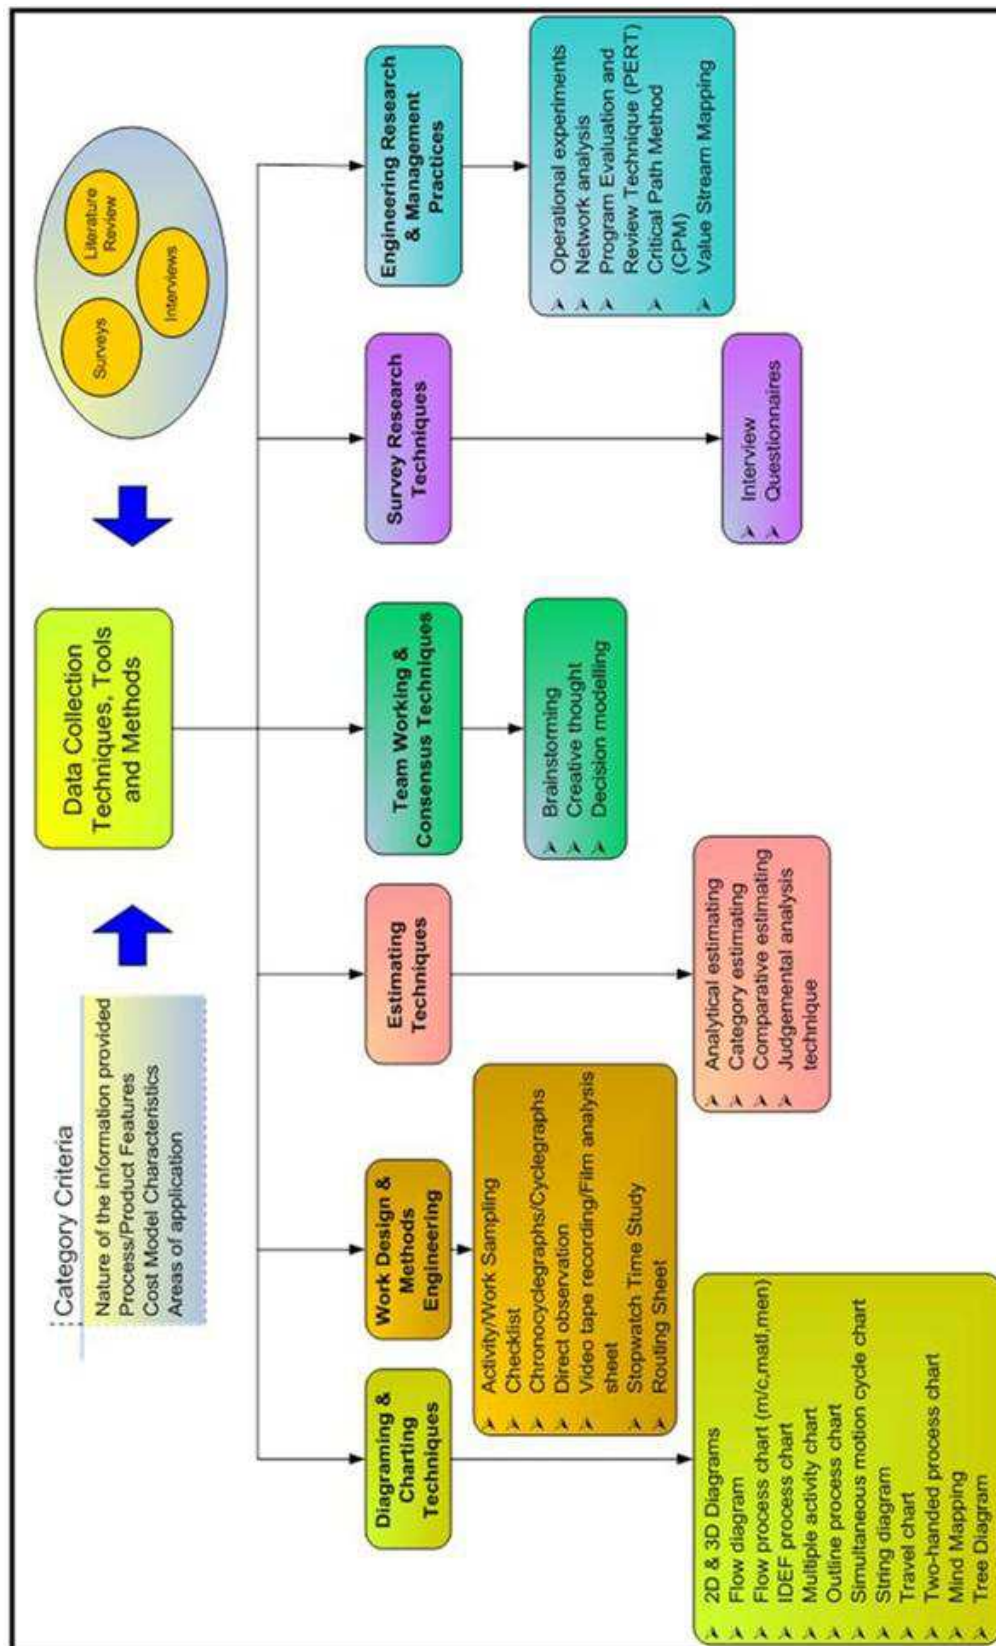 Category Criteria
Nature of the information provided
Process/Product Features
Cost Model Characteristics
Areas of application
Data Collection
Techniques, Tools
and Methods
Surveys
Literature
Review
Interviews
Diagraming &
Charting
Techniques
Work Design &
Methods
Engineering
Estimating
Techniques
Team Working &
Consensus Techniques
Survey Research
Techniques
Engineering Research
& Management
Practices
➤ 2D & 3D Diagrams
➤ Flow diagram
➤ Flow process chart (m/c,matl,men)
➤ IDEF process chart
➤ Multiple activity chart
➤ Outline process chart
➤ Simultaneous motion cycle chart
➤ String diagram
➤ Travel chart
➤ Two-handed process chart
➤ Mind Mapping
➤ Tree Diagram
➤ Activity/Work Sampling
➤ Checklist
➤ Chronocyclegraphs/Cyclegraphs
➤ Direct observation
➤ Video tape recording/Film analysis
sheet
➤ Stopwatch Time Study
➤ Routing Sheet
➤ Analytical estimating
➤ Category estimating
➤ Comparative estimating
➤ Judgemental analysis
technique
➤ Brainstorming
➤ Creative thought
➤ Decision modelling
➤ Interview
➤ Questionnaires
➤ Operational experiments
➤ Network analysis
➤ Program Evaluation and
Review Technique (PERT)
➤ Critical Path Method
(CPM)
➤ Value Stream Mapping